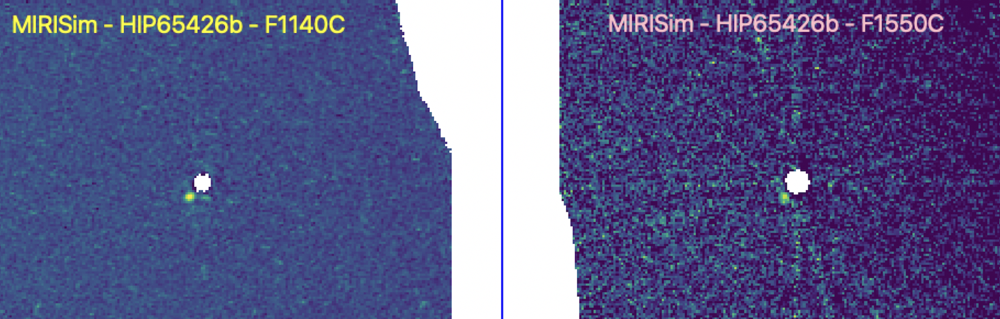 MIRISim - HIP65426b - F1140C
MIRISim - HIP65426b - F1550C